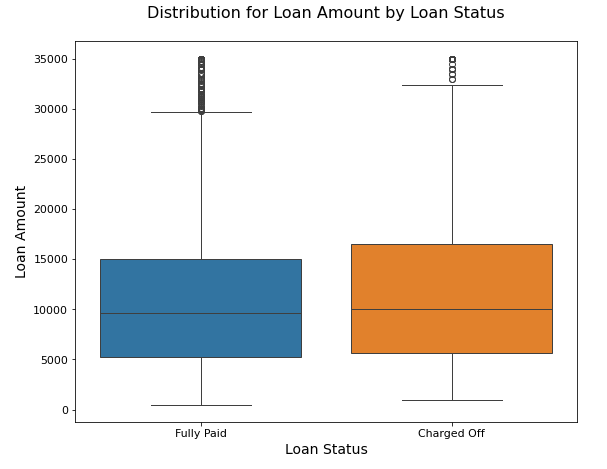 Distribution for Loan Amount by Loan Status
35000
30000
25000
20000
15000
10000
5000
0
Loan Amount
Fully Paid
Charged Off
Loan Status